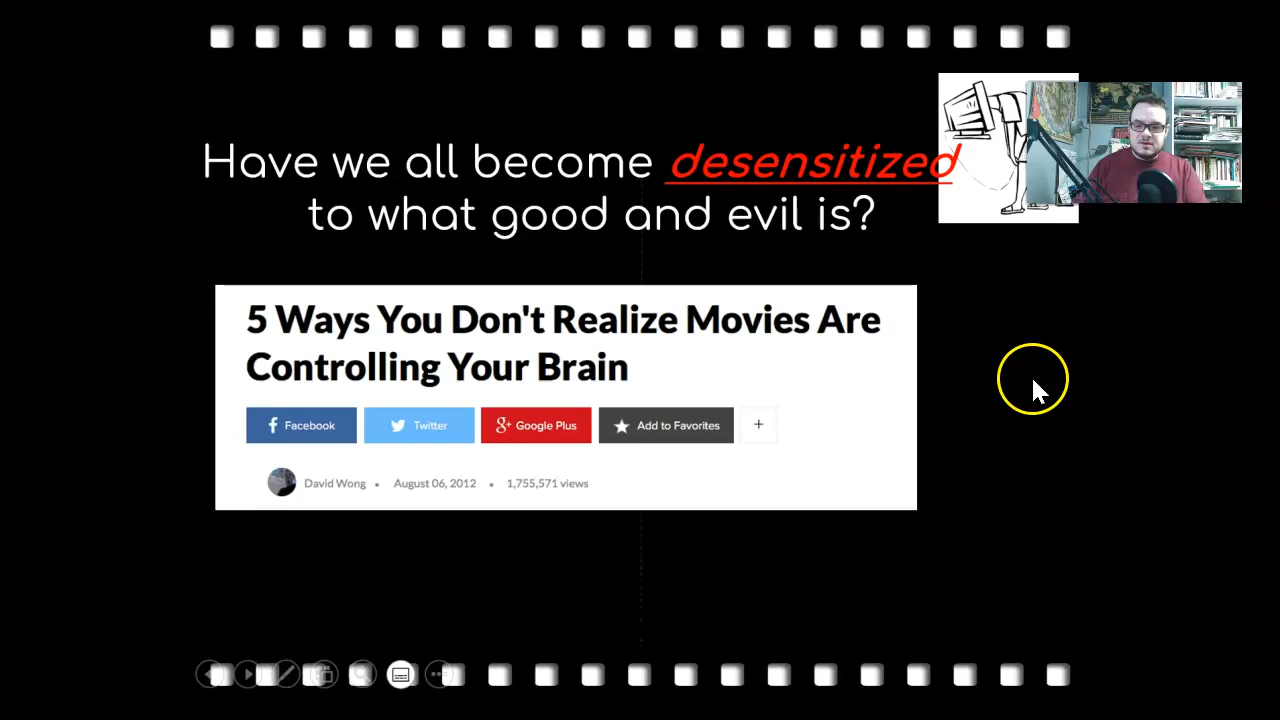 Have we all become desensitized
to what good and evil is?
5 Ways You Don't Realize Movies Are
Controlling Your Brain
Facebook
Twitter
Google Plus
Add to Favorites
+
David Wong • August 06, 2012 • 1,755,571 views